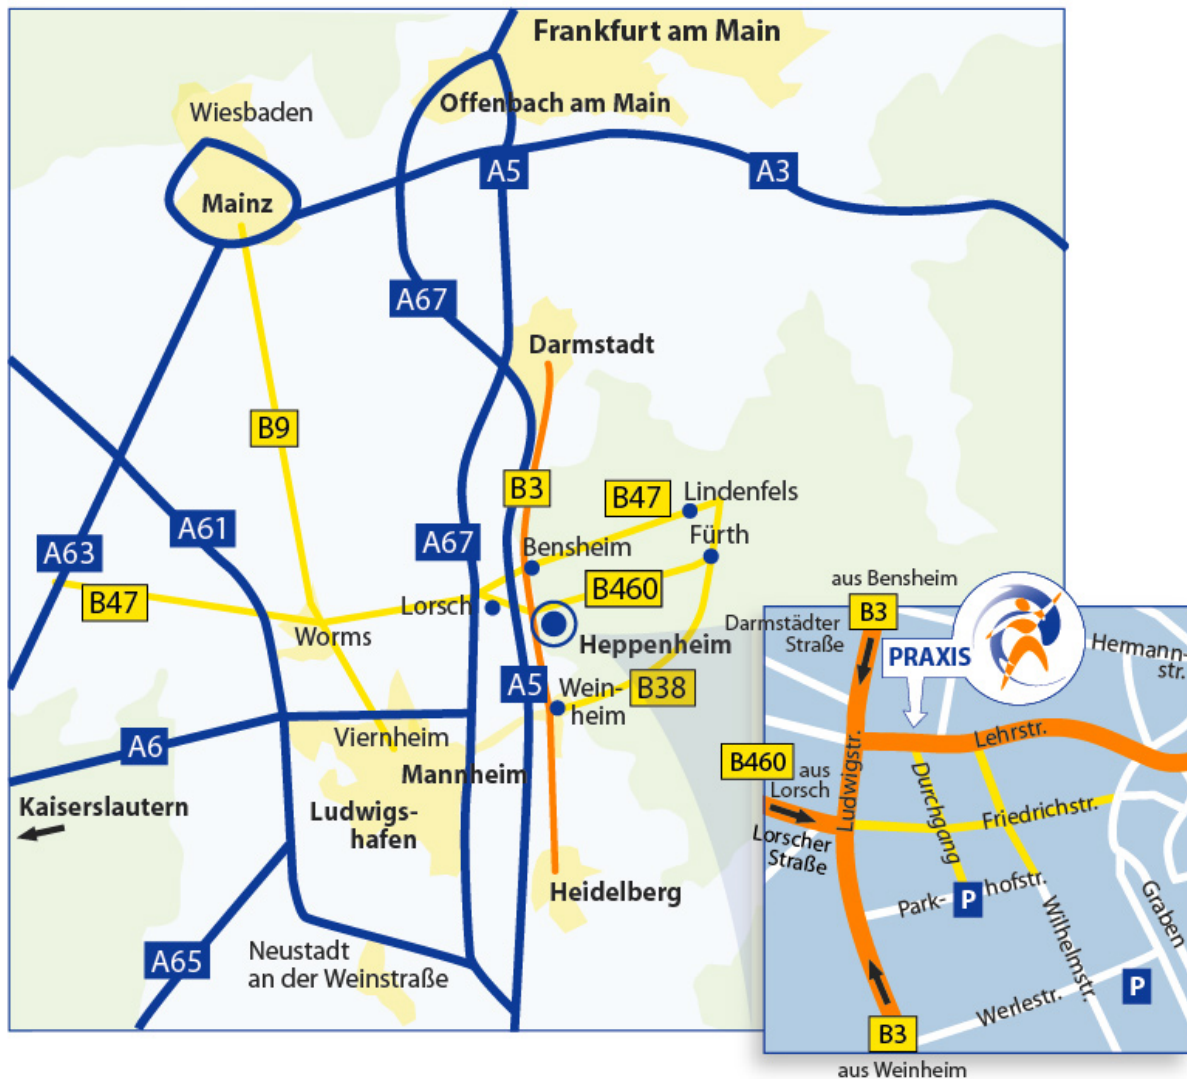 Frankfurt am Main
Offenbach am Main
Wiesbaden
A5
A3
Mainz
A67
Darmstadt
B9
B3
B47
Lindenfels
A61
A63
A67
Bensheim
Fürth
B47
Lorsch
B460
Worms
Heppenheim
A5
Wein-
heim
B38
A6
Viernheim
Mannheim
Kaiserslautern
Ludwigs-
hafen
Heidelberg
A65
Neustadt
an der Weinstraße
aus Bensheim
B3
Darmstädter
Straße
PRAXIS
Hermann-
str.
Lehrstr.
Ludwigstr.
B460
aus
Lorsch
Durchgang
Friedrichstr.
Lorscher
Straße
Park-
hofstr.
P
Wilhelmstr.
Graben
P
Werlestr.
B3
aus Weinheim